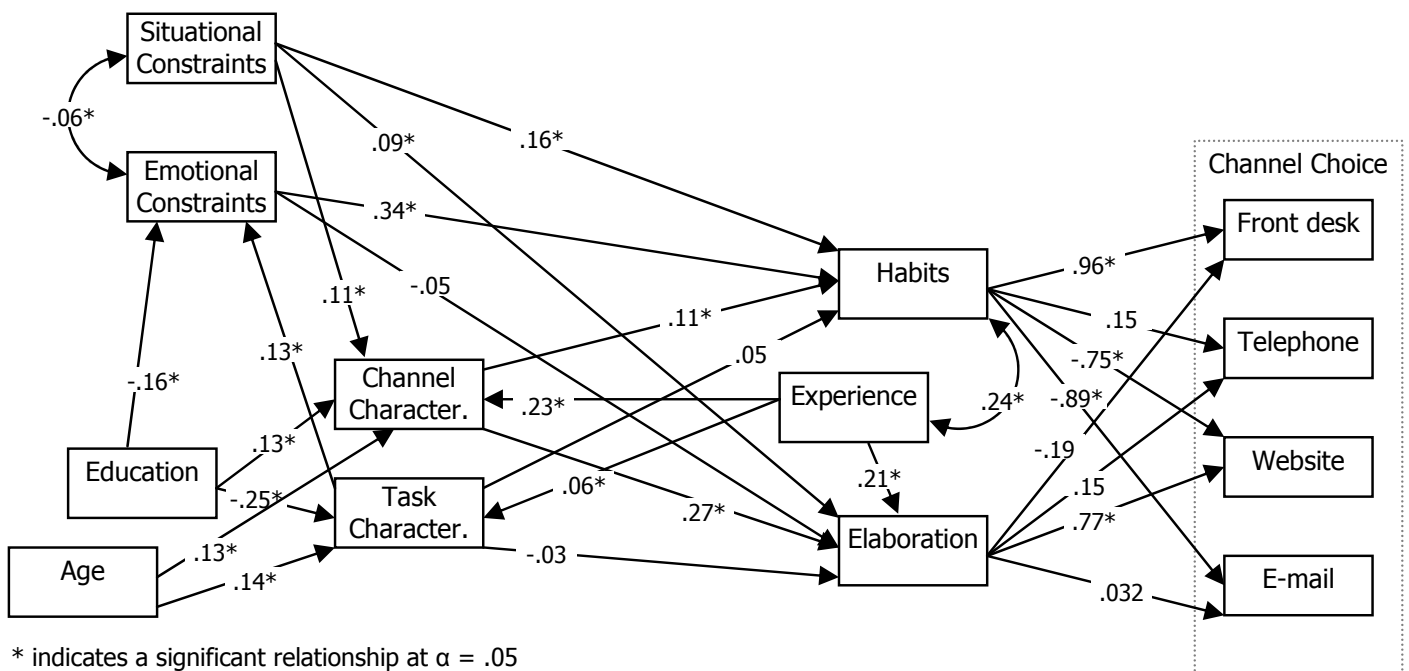 Situational
Constraints
-.06*
.09*
.16*
Emotional
Constraints
Channel Choice
.34*
Front desk
Habits
.96*
.11*
-.05
.11*
.15
Telephone
.13*
.05
-.75*
Channel
Character.
-.16*
Experience
.23*
.24*
-.89*
.13*
-.19
Education
Website
.21*
-.25*
Task
Character.
.06*
.15
.27*
.77*
Elaboration
.13*
-.03
Age
.14*
E-mail
.032
* indicates a significant relationship at α = .05